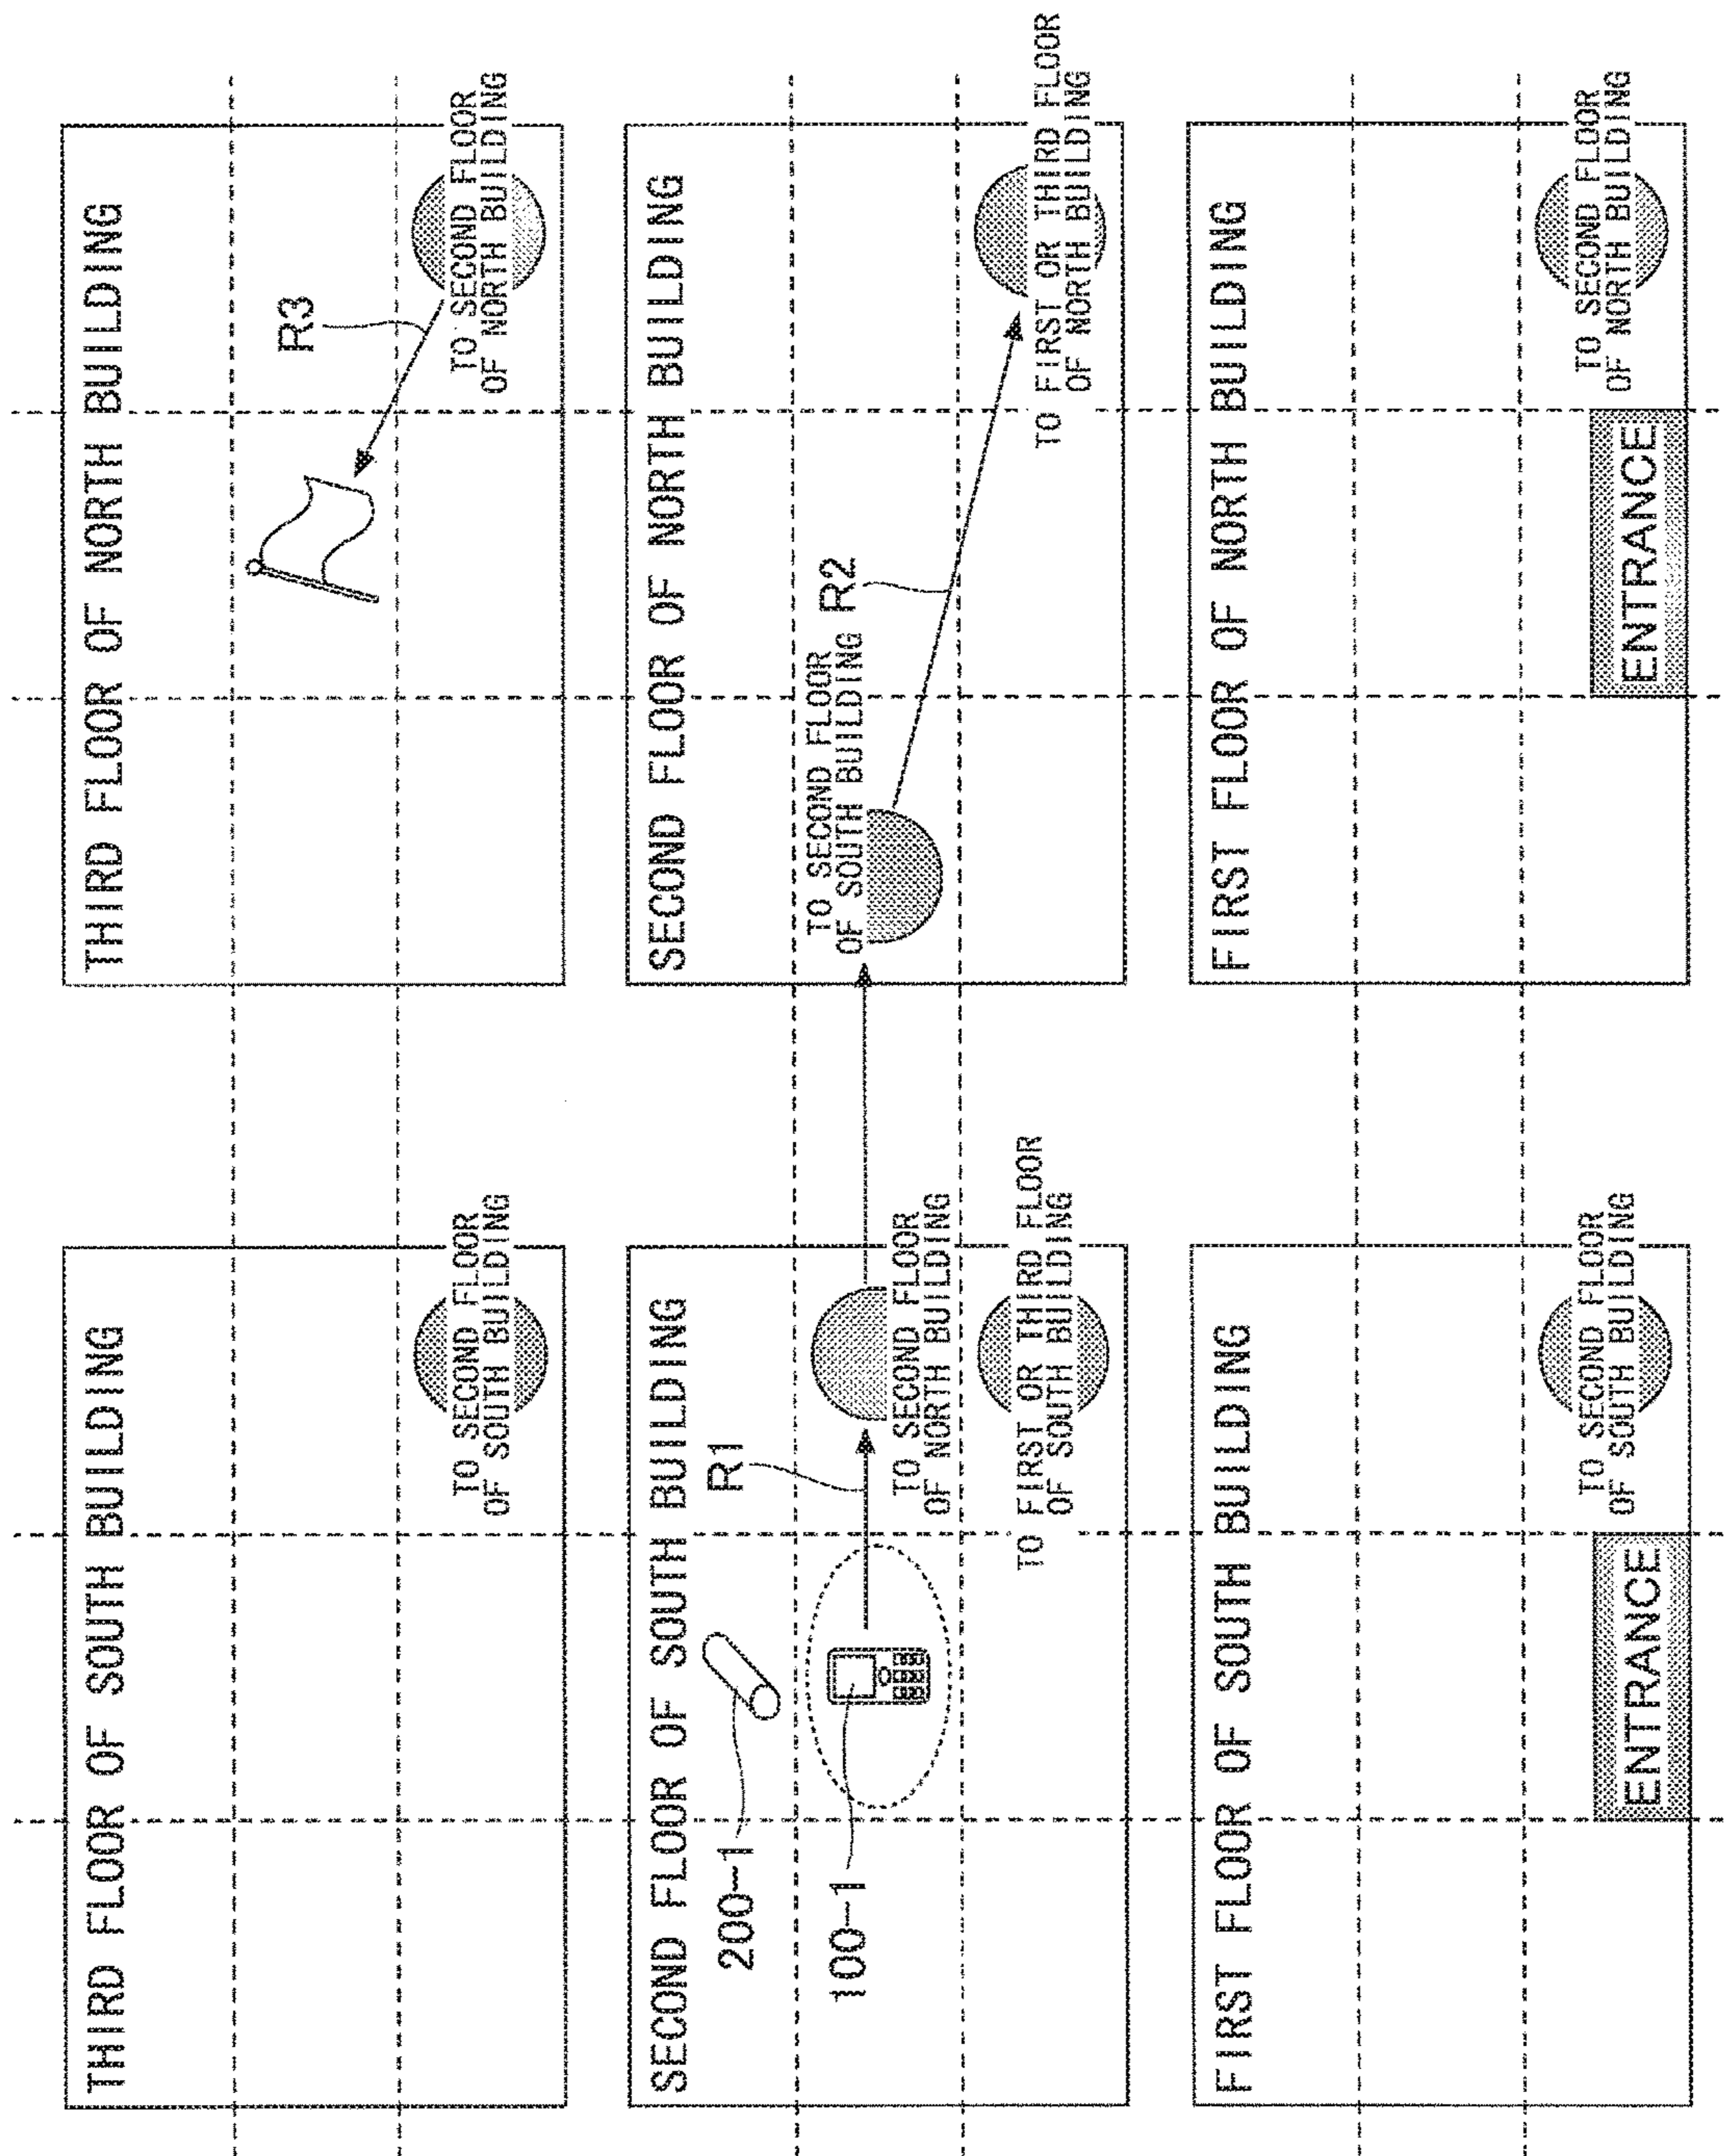 THIRD FLOOR OF SOUTH BUILDING
TO SECOND FLOOR
OF SOUTH BUILDING
THIRD FLOOR OF NORTH BUILDING
R3
TO SECOND FLOOR
OF NORTH BUILDING
SECOND FLOOR OF SOUTH BUILDING
200-1
100-1
R1
TO SECOND FLOOR
OF NORTH BUILDING
TO FIRST OR THIRD FLOOR
OF SOUTH BUILDING
SECOND FLOOR OF NORTH BUILDING
TO SECOND FLOOR
OF SOUTH BUILDING
R2
TO FIRST OR THIRD FLOOR
OF NORTH BUILDING
FIRST FLOOR OF SOUTH BUILDING
ENTRANCE
TO SECOND FLOOR
OF SOUTH BUILDING
FIRST FLOOR OF NORTH BUILDING
ENTRANCE
TO SECOND FLOOR
OF NORTH BUILDING